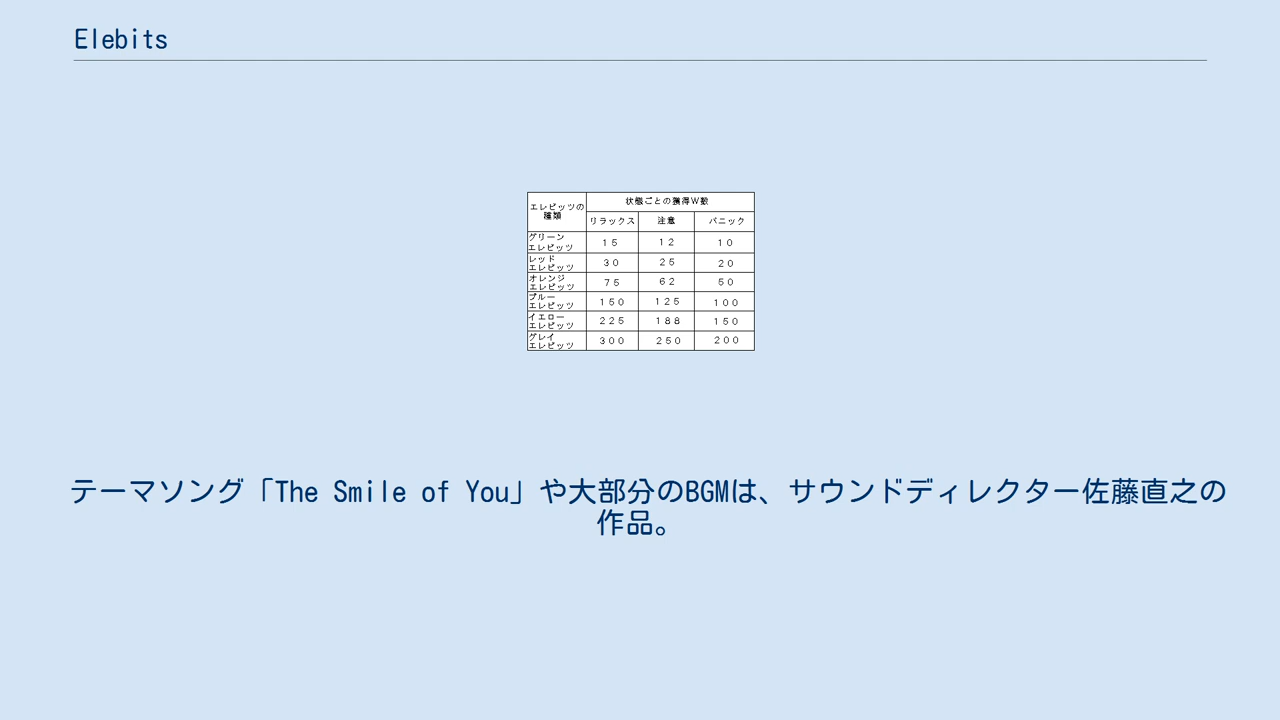 Elebits
エレビッツの 状態ごとの獲得W数
種類 リラックス 注意 パニック
グリーン
エレビッツ １５ １２ １０
レッド
エレビッツ ３０ ２５ ２０
オレンジ
エレビッツ ７５ ６２ ５０
ブルー
エレビッツ １５０ １２５ １００
イエロー
エレビッツ ２２５ １８８ １５０
グレイ
エレビッツ ３００ ２５０ ２００
テーマソング「The Smile of You」や大部分のBGMは、サウンドディレクター佐藤直之の
作品。